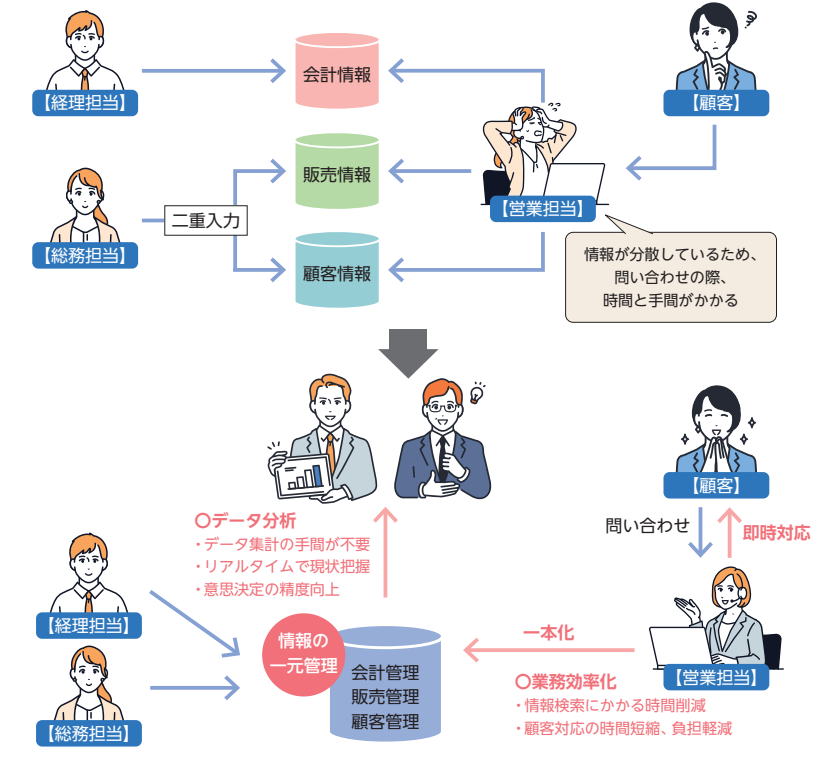 【経理担当】
会計情報
【顧客】
販売情報
【営業担当】
二重入力
【総務担当】
顧客情報
情報が分散しているため、
問い合わせの際、
時間と手間がかかる
【顧客】
〇データ分析
・データ集計の手間が不要
・リアルタイムで現状把握
・意思決定の精度向上
問い合わせ
即時対応
【経理担当】
情報の
一元管理
会計管理
販売管理
顧客管理
一本化
【営業担当】
〇業務効率化
・情報検索にかかる時間削減
・顧客対応の時間短縮、負担軽減
【総務担当】